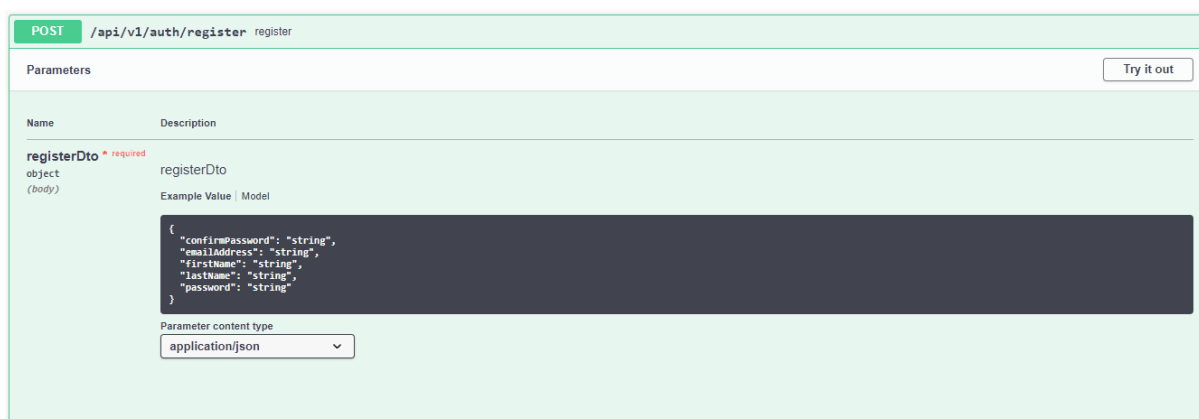 POST /api/v1/auth/register register
Parameters
Try it out
Name Description
registerDto * required
object
(body)
registerDto
Example Value | Model
{
"confirmPassword": "string",
"emailAddress": "string",
"firstName": "string",
"lastName": "string",
"password": "string"
}
Parameter content type
application/json